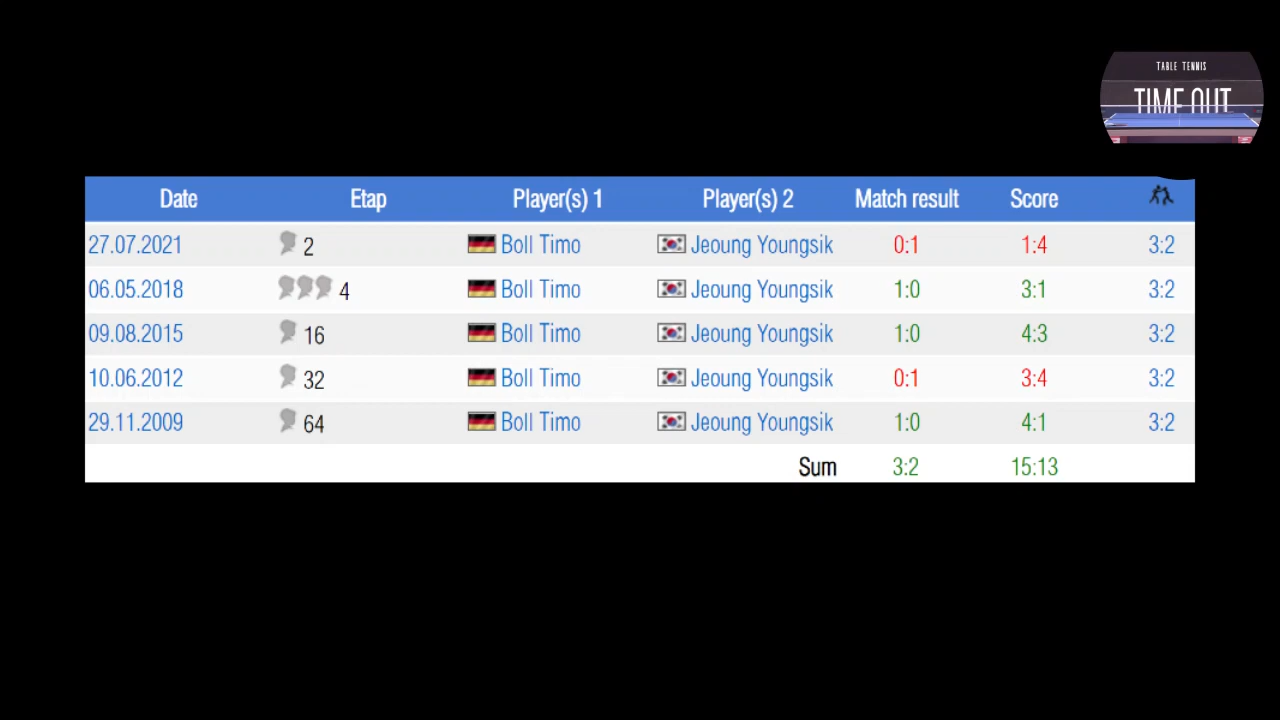 TABLE TENNIS
TIME OUT
Date Etap Player(s) 1 Player(s) 2 Match result Score
27.07.2021 2 Boll Timo Jeoung Youngsik 0:1 1:4 3:2
06.05.2018 4 Boll Timo Jeoung Youngsik 1:0 3:1 3:2
09.08.2015 16 Boll Timo Jeoung Youngsik 1:0 4:3 3:2
10.06.2012 32 Boll Timo Jeoung Youngsik 0:1 3:4 3:2
29.11.2009 64 Boll Timo Jeoung Youngsik 1:0 4:1 3:2
Sum 3:2 15:13